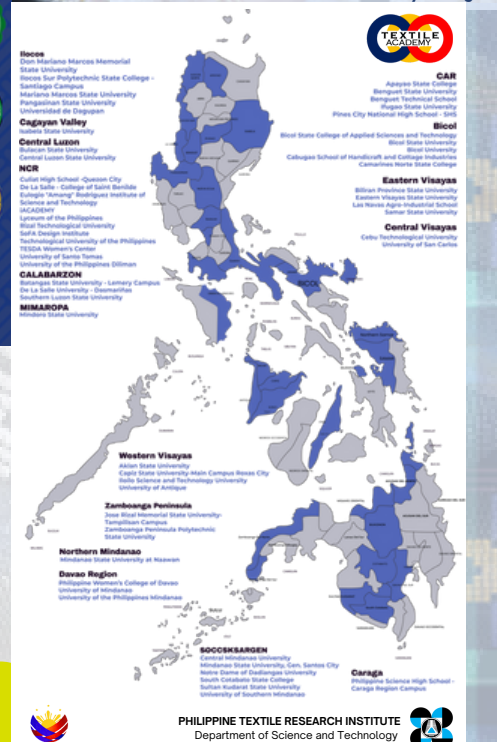 TEXTILE
ACADEMY
Ilocos
Don Mariano Marcos Memorial
State University
Ilocos Sur Polytechnic State College -
Santiago Campus
Mariano Marcos State University
Pangasinan State University
Universidad de Dagupan
Cagayan Valley
Isabela State University
Central Luzon
Bulacan State University
Central Luzon State University
NCR
Culiat High School -Quezon City
De La Salle - College of Saint Benilde
Eulogio "Amang" Rodriguez Institute of
Science and Technology
iACADEMY
Lyceum of the Philippines
Rizal Technological University
SoFA Design Institute
Technological University of the Philippines
TESDA Women's Center
University of Santo Tomas
University of the Philippines Diliman
CALABARZON
Batangas State University - Lemery Campus
De La Salle University - Dasmariñas
Southern Luzon State University
MIMAROPA
Mindoro State University
CAR
Apayao State College
Benguet State University
Benguet Technical School
Ifugao State University
Pines City National High School - SHS
Bicol
Bicol State College of Applied Sciences and Technology
Bicol State University
Bicol University
Cabugao School of Handicraft and Cottage Industries
Camarines Norte State College
Eastern Visayas
Biliran Province State University
Eastern Visayas State University
Las Navas Agro-Industrial School
Samar State University
Central Visayas
Cebu Technological University
University of San Carlos
BICOL
Western Visayas
Aklan State University
Capiz State University-Main Campus Roxas City
Iloilo Science and Technology University
University of Antique
Zamboanga Peninsula
Jose Rizal Memorial State University-
Tampilisan Campus
Zamboanga Peninsula Polytechnic
State University
Northern Mindanao
Mindanao State University at Naawan
Davao Region
Philippine Women's College of Davao
University of Mindanao
University of the Philippines Mindanao
SOCCSKSARGEN
Central Mindanao University
Mindanao State University, Gen. Santos City
Notre Dame of Dadiangas University
South Cotabato State College
Sultan Kudarat State University
University of Southern Mindanao
Caraga
Philippine Science High School -
Caraga Region Campus
PHILIPPINE TEXTILE RESEARCH INSTITUTE
Department of Science and Technology